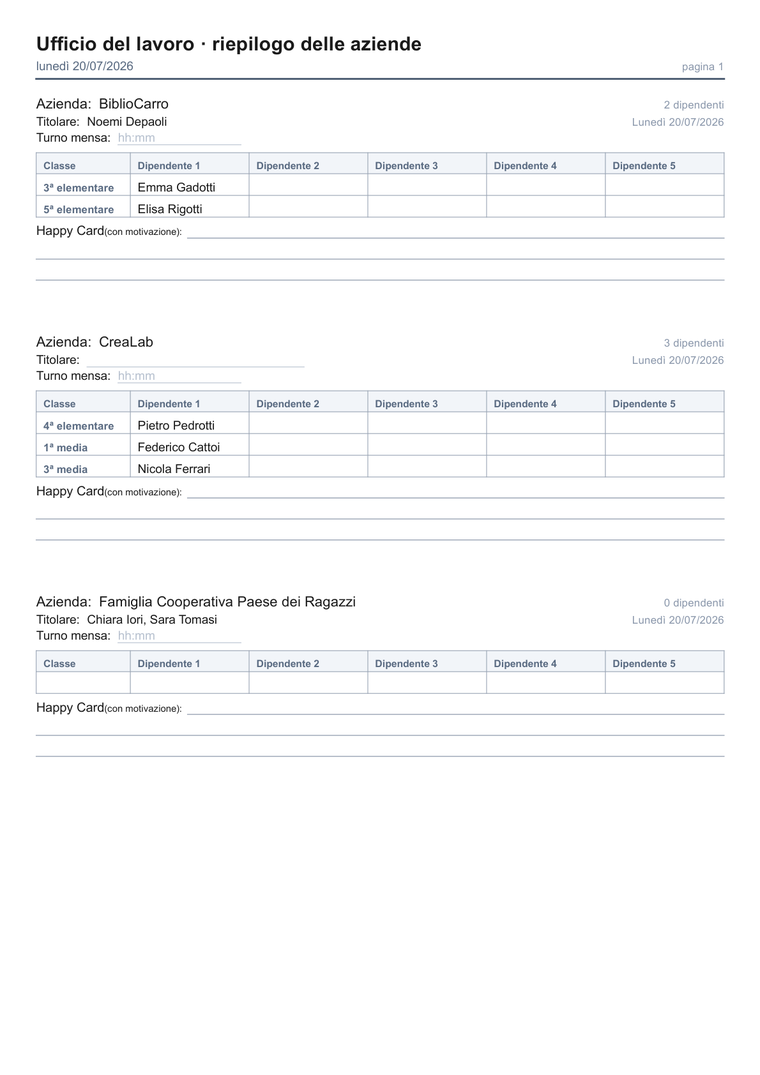 Ufficio del lavoro · riepilogo delle aziende
lunedì 20/07/2026 pagina 1
Azienda: BiblioCarro 2 dipendenti
Titolare: Noemi Depaoli Lunedì 20/07/2026
Turno mensa: hh:mm
Classe Dipendente 1 Dipendente 2 Dipendente 3 Dipendente 4 Dipendente 5
3ª elementare Emma Gadotti
5ª elementare Elisa Rigotti
Happy Card(con motivazione):
Azienda: CreaLab 3 dipendenti
Titolare: Lunedì 20/07/2026
Turno mensa: hh:mm
Classe Dipendente 1 Dipendente 2 Dipendente 3 Dipendente 4 Dipendente 5
4ª elementare Pietro Pedrotti
1ª media Federico Cattoi
3ª media Nicola Ferrari
Happy Card(con motivazione):
Azienda: Famiglia Cooperativa Paese dei Ragazzi 0 dipendenti
Titolare: Chiara Iori, Sara Tomasi Lunedì 20/07/2026
Turno mensa: hh:mm
Classe Dipendente 1 Dipendente 2 Dipendente 3 Dipendente 4 Dipendente 5
Happy Card(con motivazione):